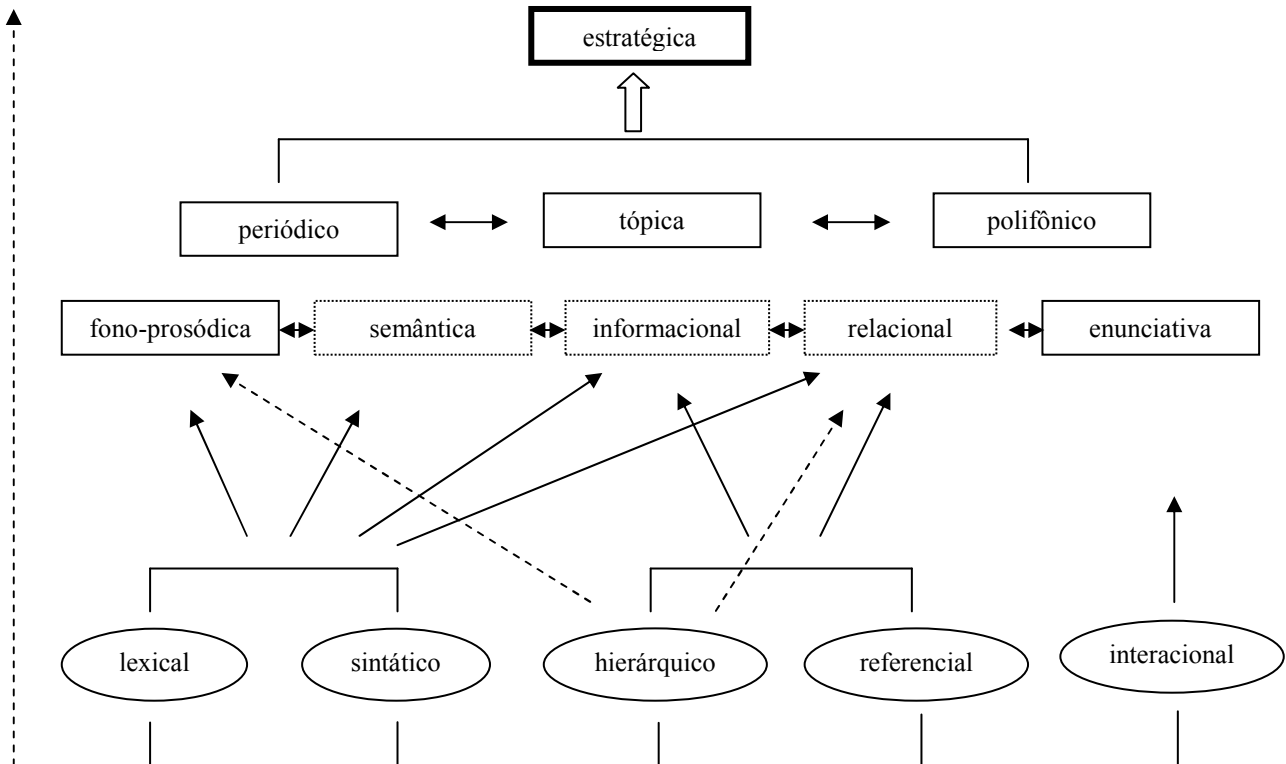 estratégica
periódico
tópica
polifônico
fono-prosódica
semântica
informacional
relacional
enunciativa
lexical
sintático
hierárquico
referencial
interacional